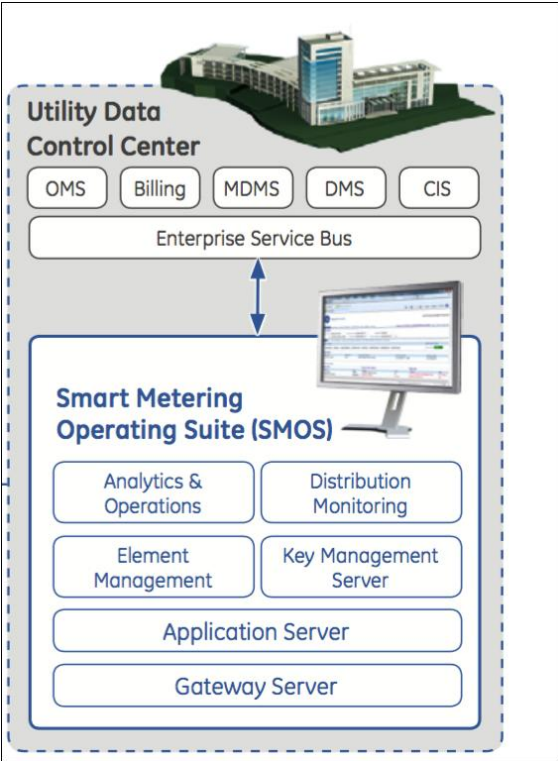 Utility Data
Control Center
OMS
Billing
MDMS
DMS
CIS
Enterprise Service Bus
Smart Metering
Operating Suite (SMOS)
Analytics &
Operations
Distribution
Monitoring
Element
Management
Key Management
Server
Application Server
Gateway Server